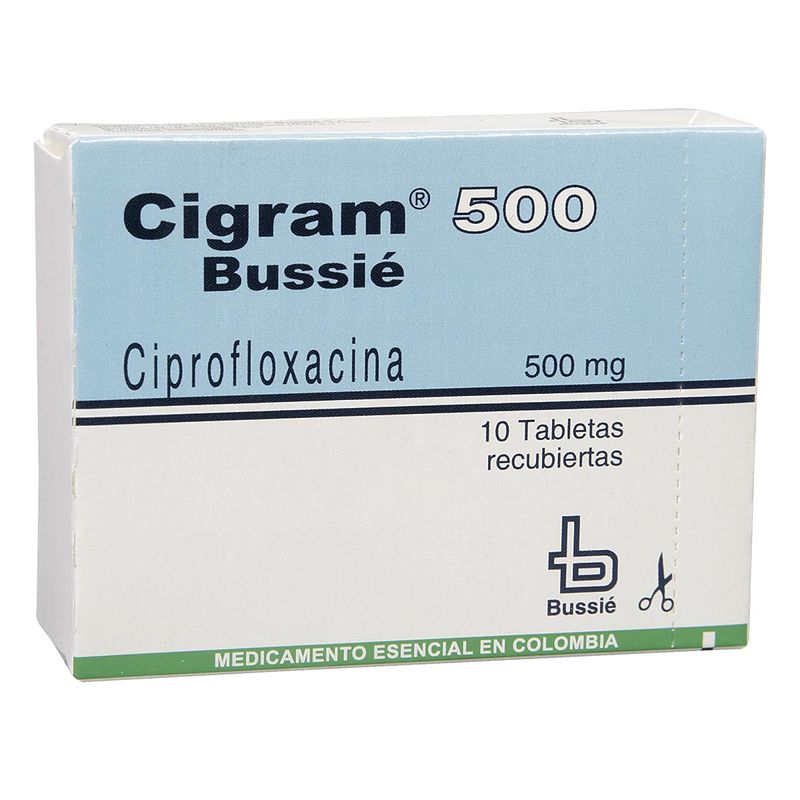 Cigram® 500
Bussié
Ciprofloxacina 500 mg
10 Tabletas
recubiertas
b
Bussié
MEDICAMENTO ESENCIAL EN COLOMBIA